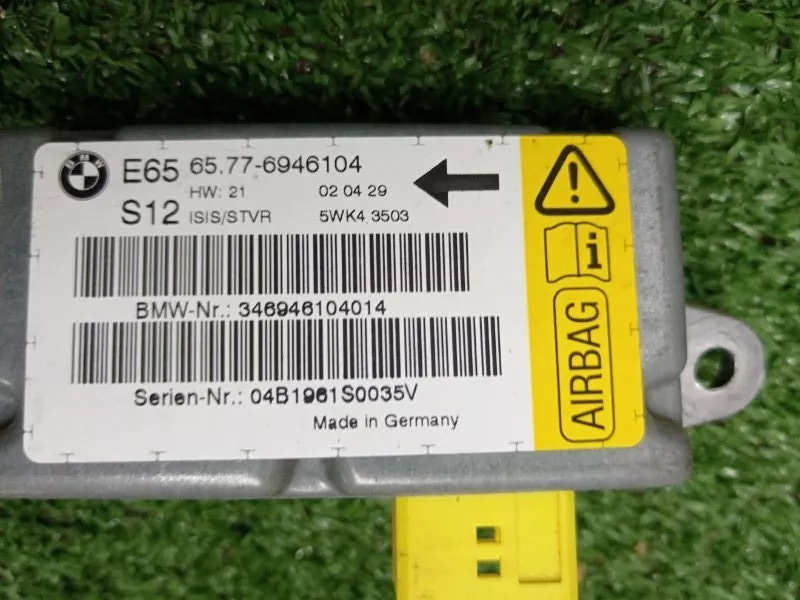 BMW
E65 65.77-6946104
HW: 21 02 04 29
S12 ISIS/STVR 5WK4 3503
BMW-Nr.: 346946104014
Serien-Nr.: 04B1961S0035V
Made in Germany
!
i
AIRBAG